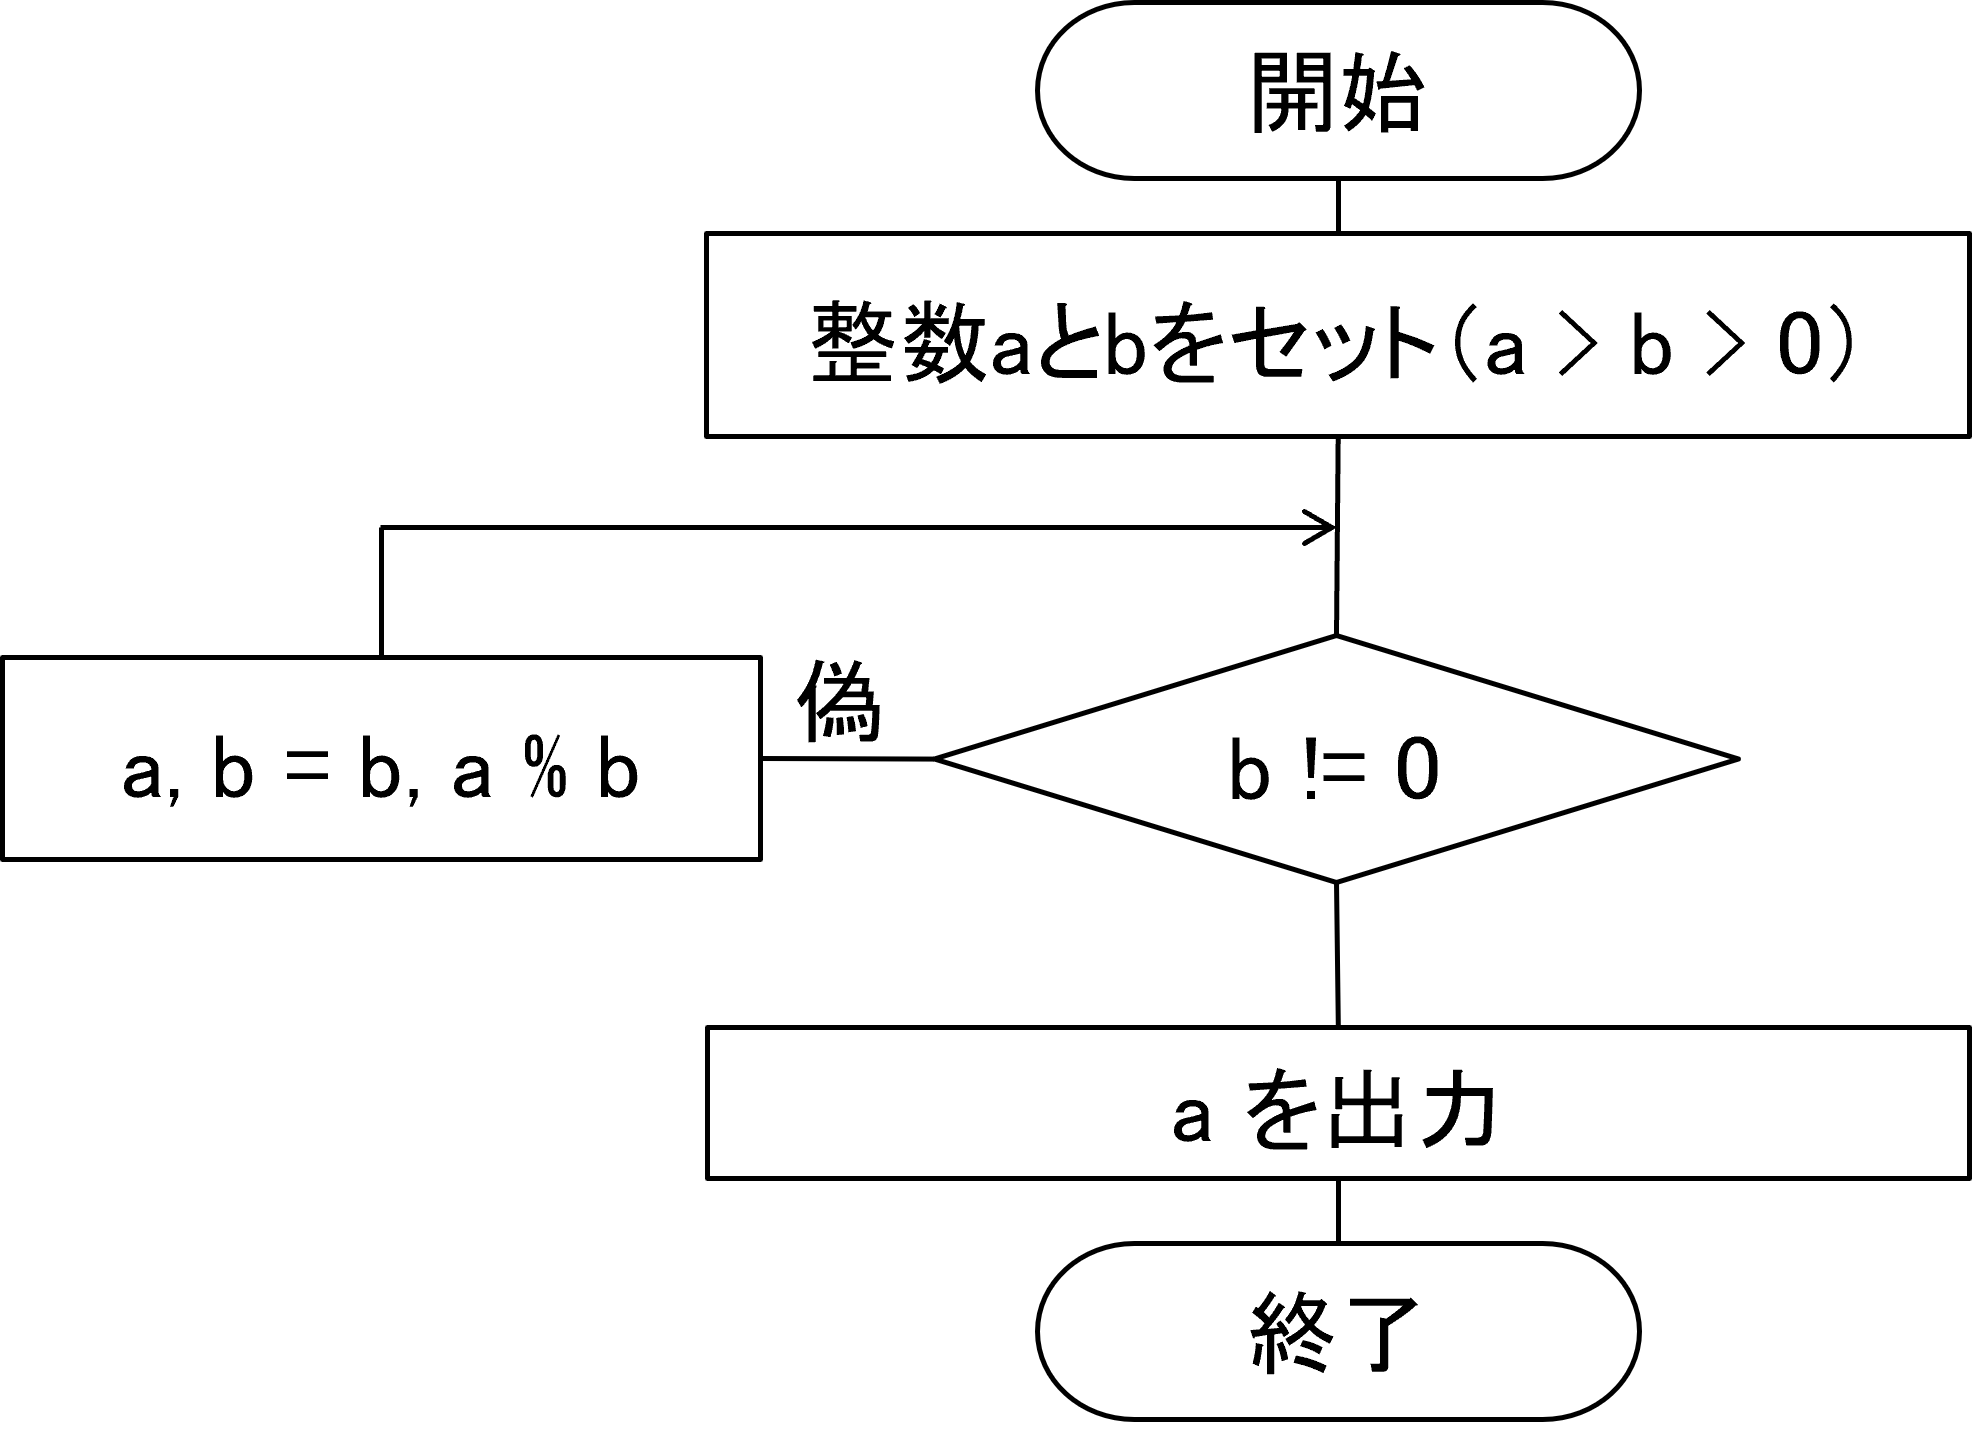 開始
整数aとbをセット（a > b > 0）
偽
a, b = b, a % b
b != 0
a を出力
終了